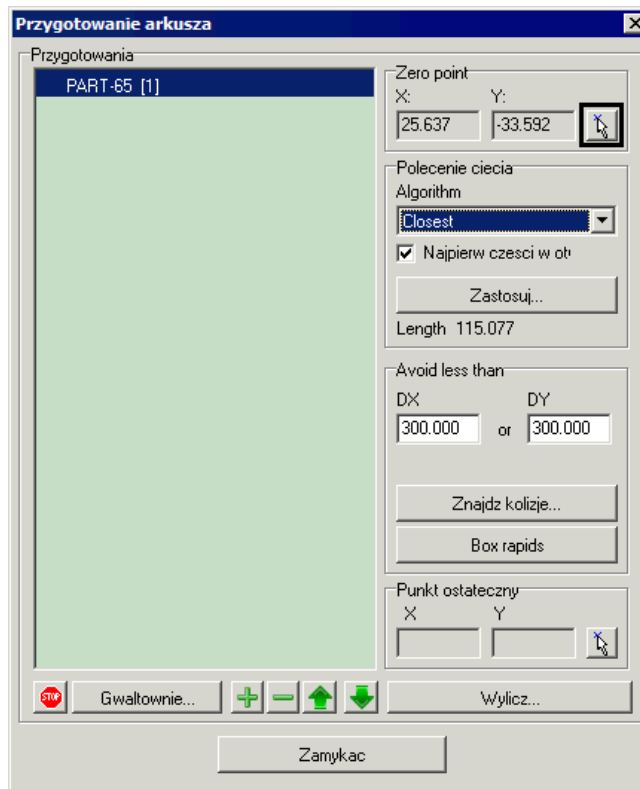 Przygotowanie arkusza
Przygotowania
PART-65 [1]
Zero point
X: Y:
25.637 -33.592
Polecenie ciecia
Algorithm
Closest
Najpierw czesci w otv
Zastosuj...
Length 115.077
Avoid less than
DX DY
300.000 or 300.000
Znajdz kolizje...
Box rapids
Punkt ostateczny
X Y
STOP Gwaltownie... Wylicz...
Zamykac